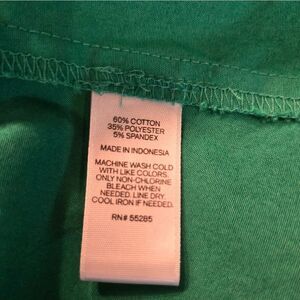 60% COTTON
35% POLYESTER
5% SPANDEX
MADE IN INDONESIA
MACHINE WASH COLD
WITH LIKE COLORS.
ONLY NON-CHLORINE
BLEACH WHEN
NEEDED. LINE DRY.
COOL IRON IF NEEDED.
RN# 55285